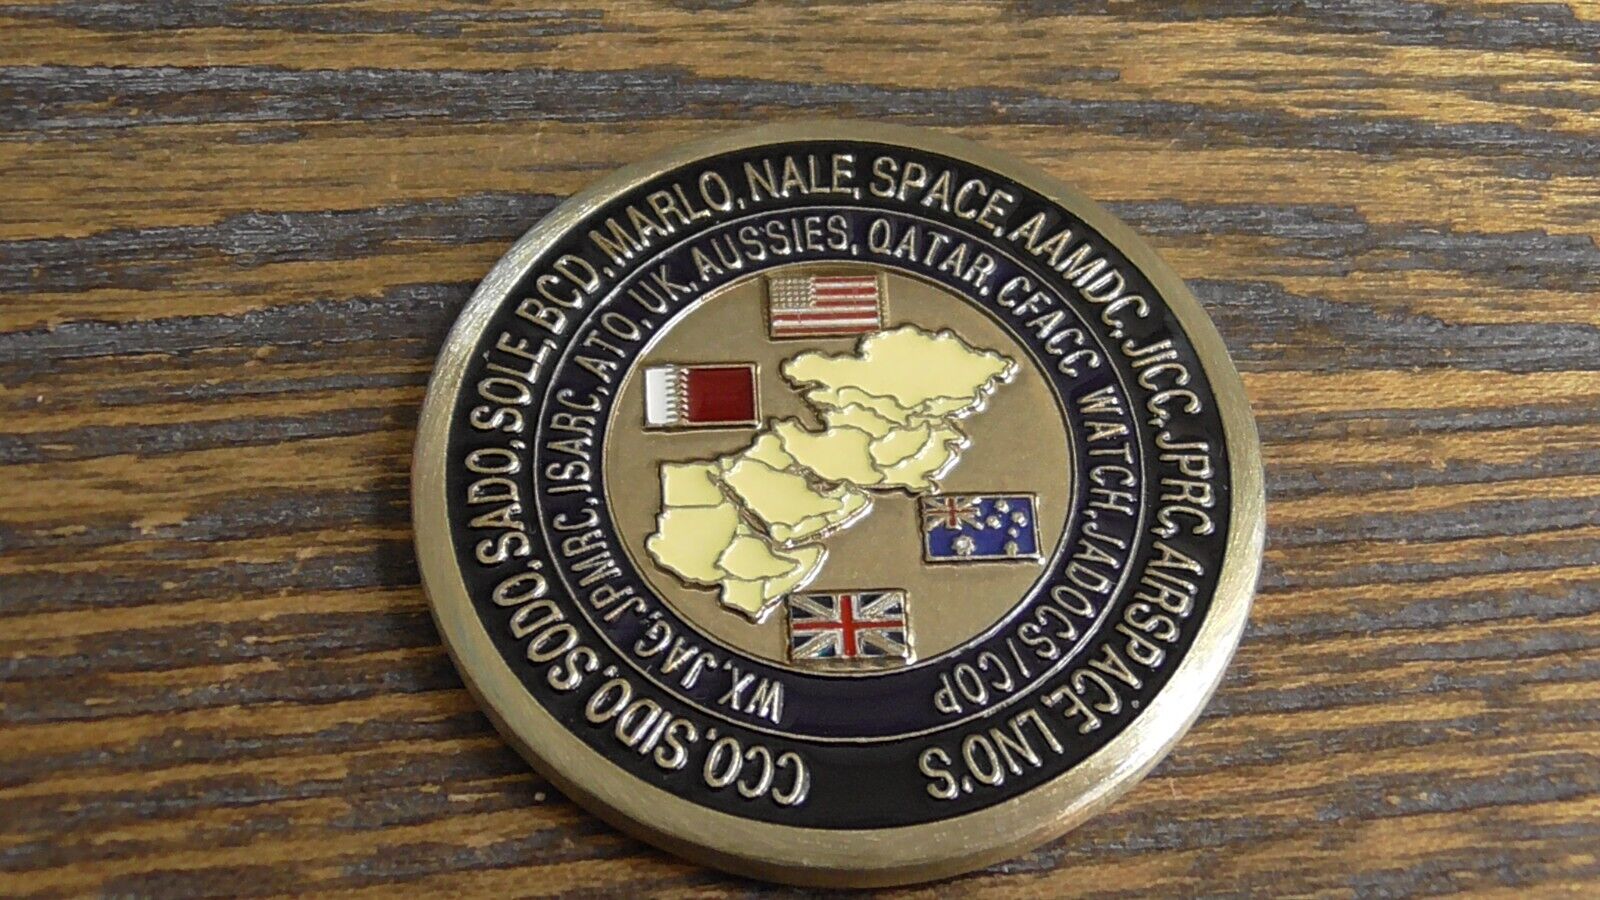 CCO, SIDO, SODO, SADO, SOLE, BCD, MARLO, NALE, SPACE, AAMDC, JICC, JPRC, AIRSPACE, LNO'S
WX, JAG, JPMRC, ISARC, ATO, UK, AUSSIES, QATAR, CFACC WATCH, JADOCS/COP